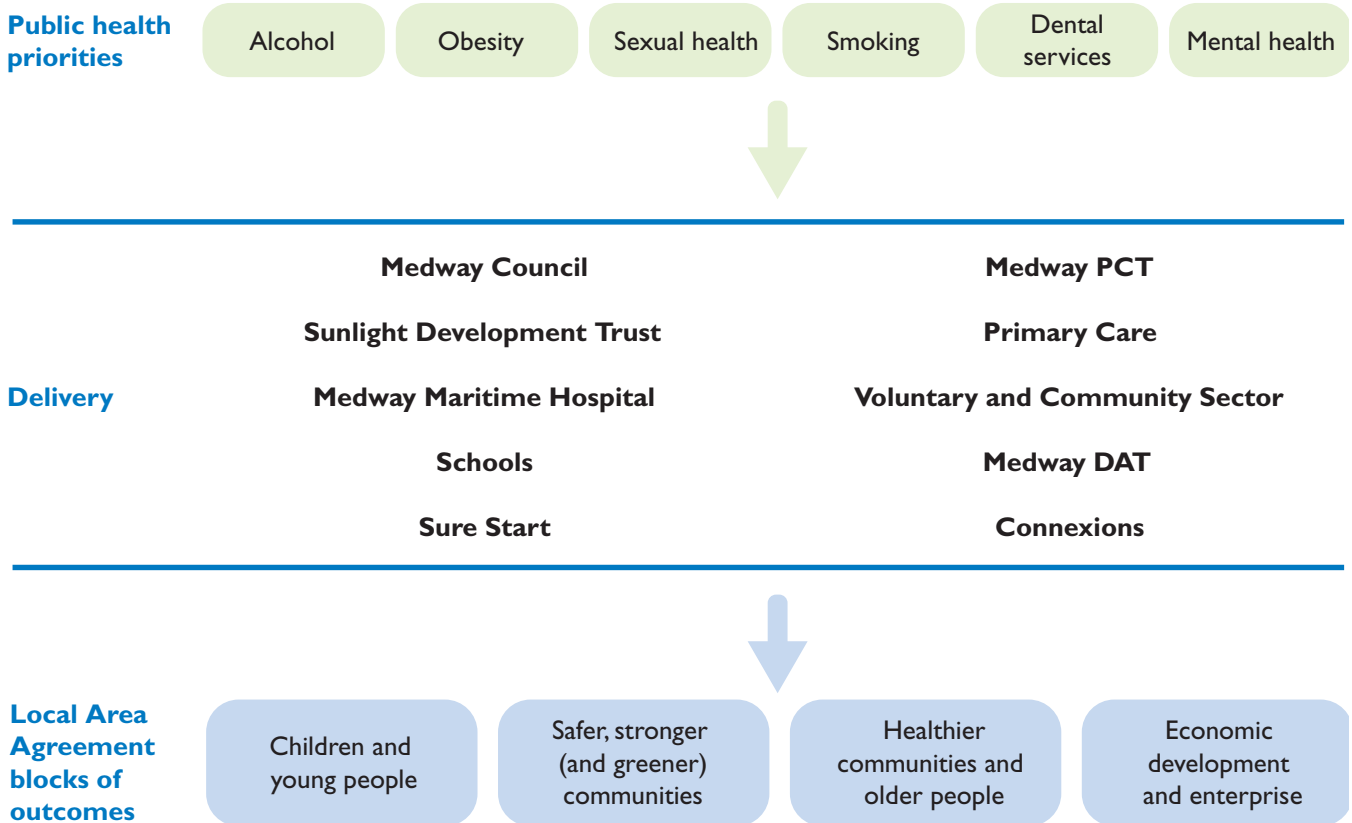 Public health
priorities
Alcohol
Obesity
Sexual health
Smoking
Dental
services
Mental health
Medway Council
Medway PCT
Sunlight Development Trust
Primary Care
Delivery
Medway Maritime Hospital
Voluntary and Community Sector
Schools
Medway DAT
Sure Start
Connexions
Local Area
Agreement
blocks of
outcomes
Children and
young people
Safer, stronger
(and greener)
communities
Healthier
communities and
older people
Economic
development
and enterprise